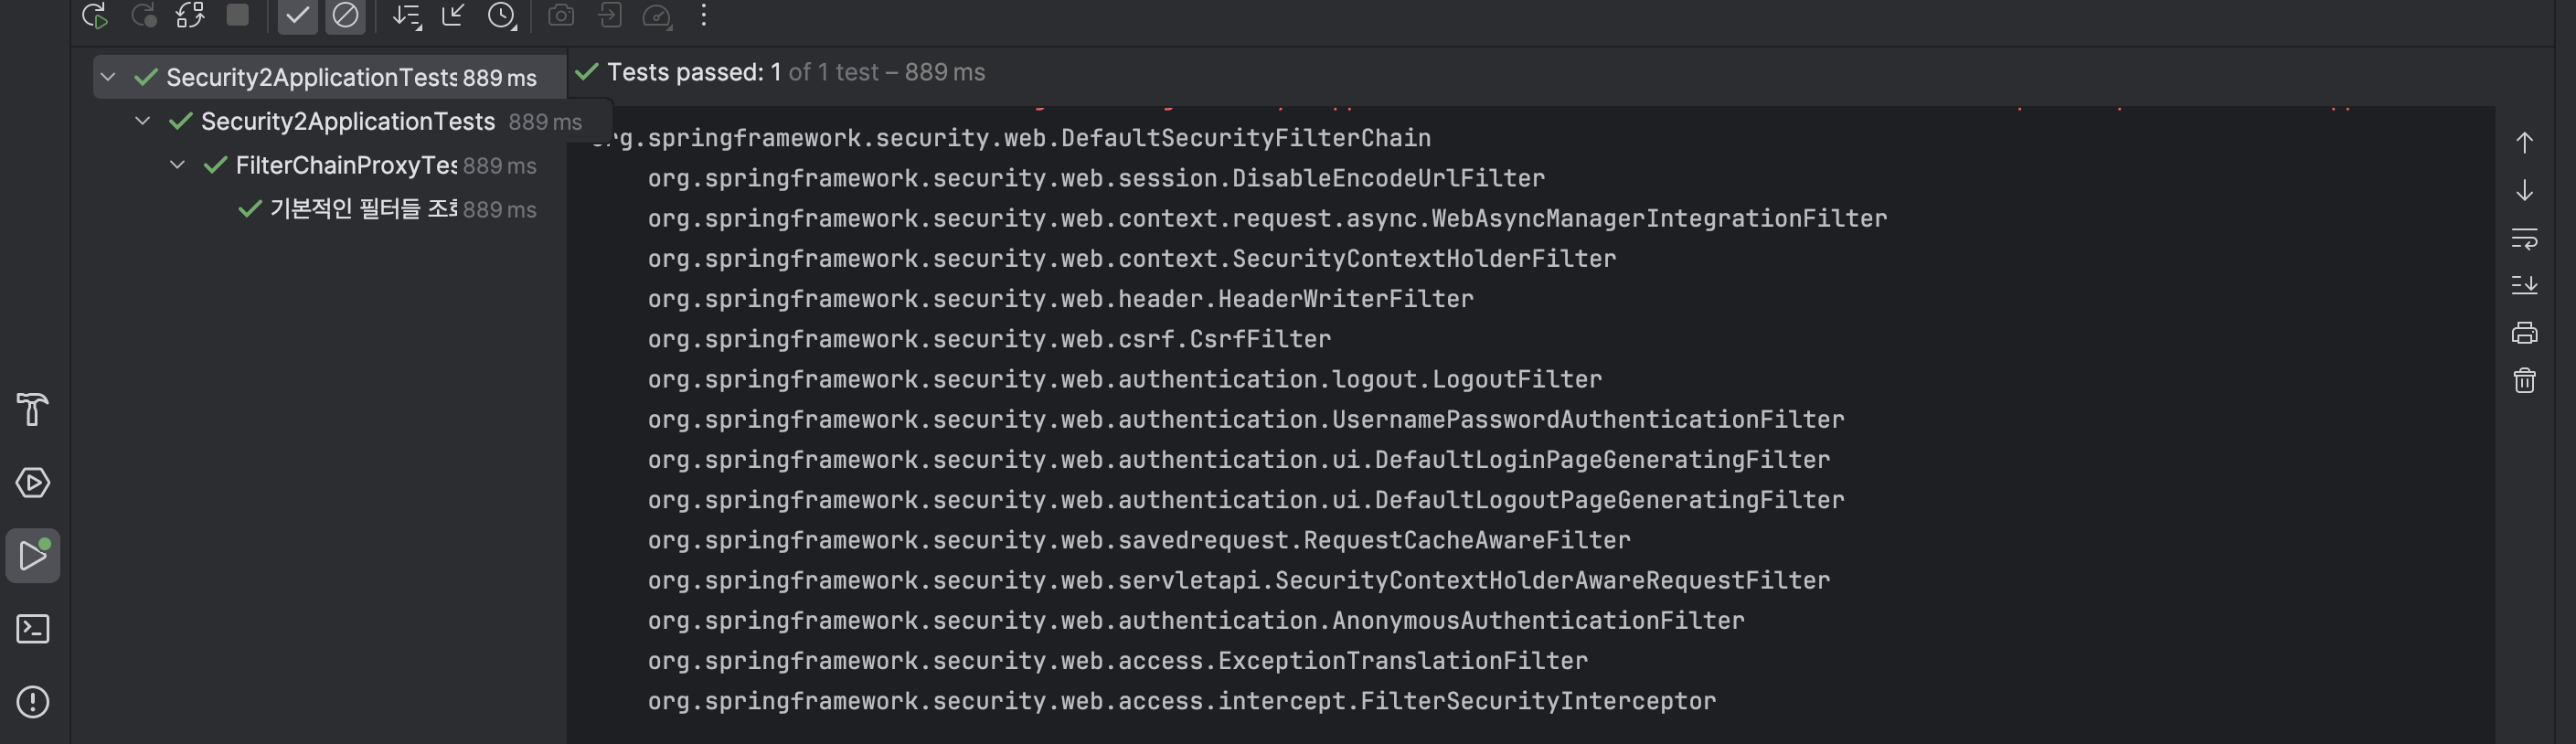 Security2ApplicationTests 889 ms
Tests passed: 1 of 1 test – 889 ms
Security2ApplicationTests 889 ms
FilterChainProxyTes 889 ms
기본적인 필터들 조 889 ms
org.springframework.security.web.DefaultSecurityFilterChain
org.springframework.security.web.session.DisableEncodeUrlFilter
org.springframework.security.web.context.request.async.WebAsyncManagerIntegrationFilter
org.springframework.security.web.context.SecurityContextHolderFilter
org.springframework.security.web.header.HeaderWriterFilter
org.springframework.security.web.csrf.CsrfFilter
org.springframework.security.web.authentication.logout.LogoutFilter
org.springframework.security.web.authentication.UsernamePasswordAuthenticationFilter
org.springframework.security.web.authentication.ui.DefaultLoginPageGeneratingFilter
org.springframework.security.web.authentication.ui.DefaultLogoutPageGeneratingFilter
org.springframework.security.web.savedrequest.RequestCacheAwareFilter
org.springframework.security.web.servletapi.SecurityContextHolderAwareRequestFilter
org.springframework.security.web.authentication.AnonymousAuthenticationFilter
org.springframework.security.web.access.ExceptionTranslationFilter
org.springframework.security.web.access.intercept.FilterSecurityInterceptor